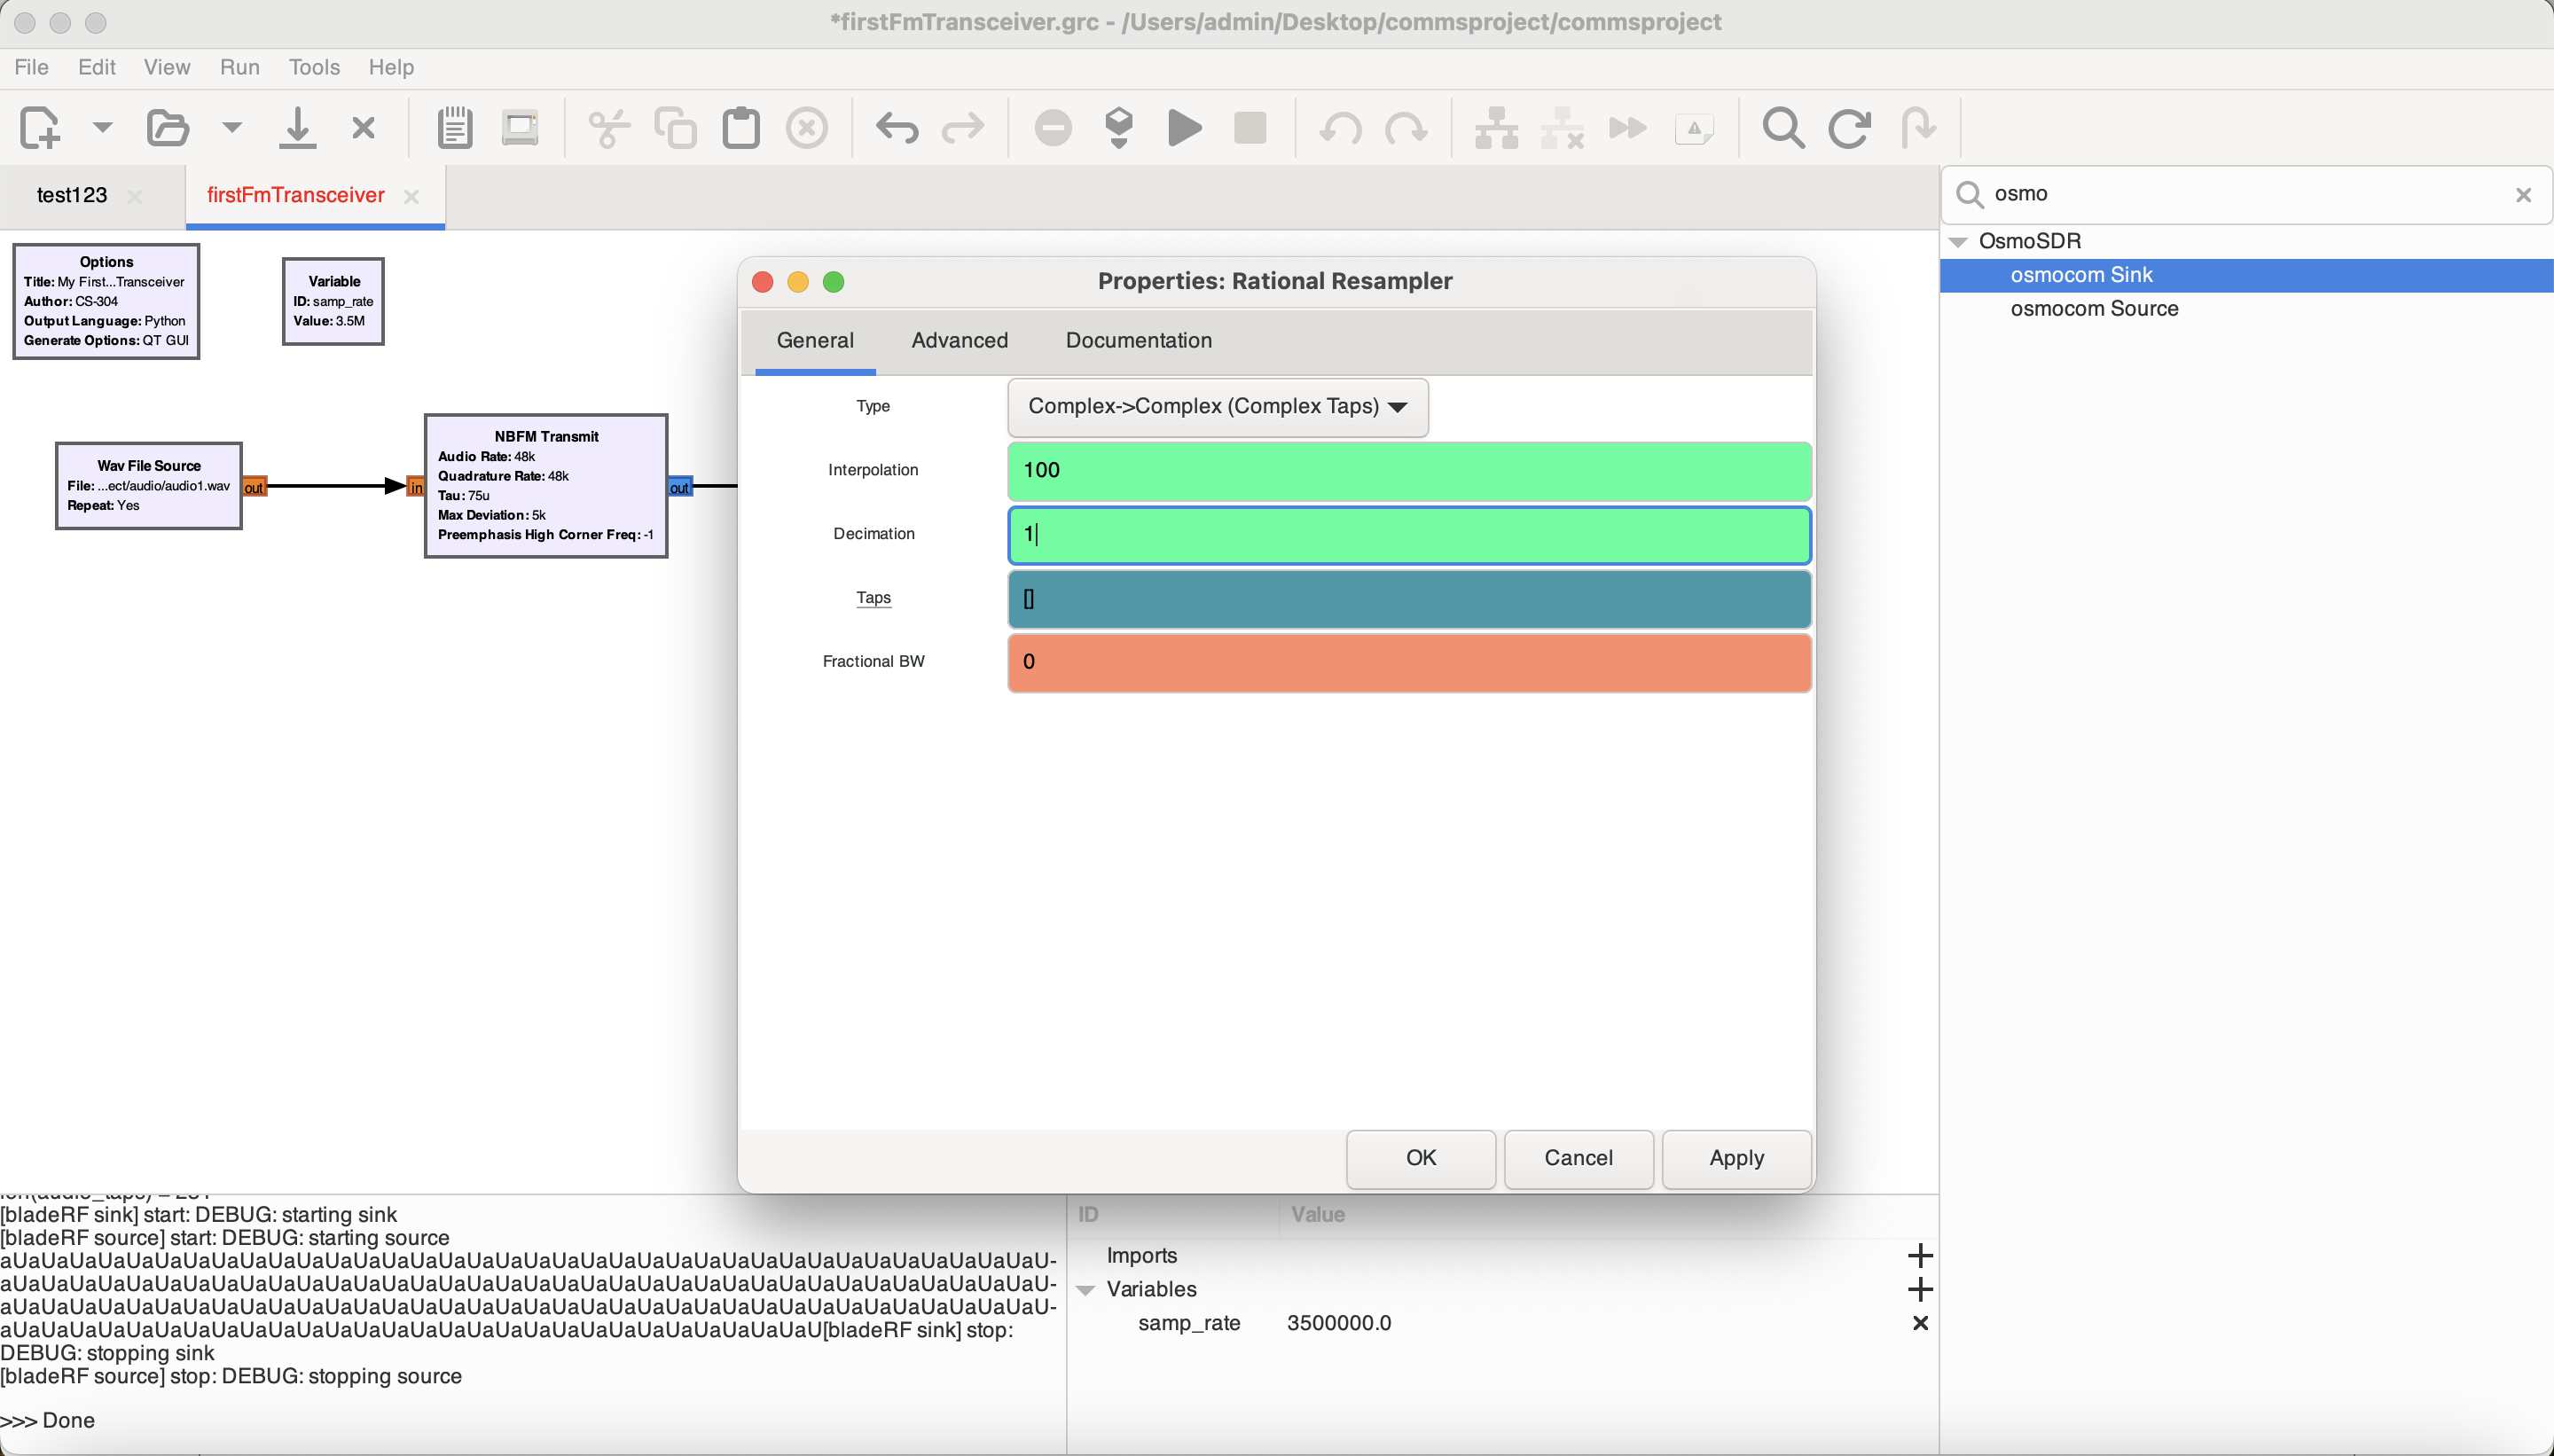 *firstFmTransceiver.grc - /Users/admin/Desktop/commsproject/commsproject
File Edit View Run Tools Help
test123
firstFmTransceiver
osmo
OsmoSDR
osmocom Sink
osmocom Source
Options
Title: My First...Transceiver
Author: CS-304
Output Language: Python
Generate Options: QT GUI
Variable
ID: samp_rate
Value: 3.5M
Wav File Source
File: ...ect/audio/audio1.wav
Repeat: Yes
out
in
NBFM Transmit
Audio Rate: 48k
Quadrature Rate: 48k
Tau: 75u
Max Deviation: 5k
Preemphasis High Corner Freq: -1
out
Properties: Rational Resampler
General Advanced Documentation
Type Complex->Complex (Complex Taps)
Interpolation 100
Decimation 1
Taps []
Fractional BW 0
OK Cancel Apply
[bladeRF sink] start: DEBUG: starting sink
[bladeRF source] start: DEBUG: starting source
aUaUaUaUaUaUaUaUaUaUaUaUaUaUaUaUaUaUaUaUaUaUaUaUaUaUaUaUaUaUaUaUaUaUaUaUaU-
aUaUaUaUaUaUaUaUaUaUaUaUaUaUaUaUaUaUaUaUaUaUaUaUaUaUaUaUaUaUaUaUaUaUaUaUaU-
aUaUaUaUaUaUaUaUaUaUaUaUaUaUaUaUaUaUaUaUaUaUaUaUaUaUaUaUaUaUaUaUaUaUaUaUaU-
aUaUaUaUaUaUaUaUaUaUaUaUaUaUaUaUaUaUaUaUaUaUaUaUaUaUaUaUaU[bladeRF sink] stop:
DEBUG: stopping sink
[bladeRF source] stop: DEBUG: stopping source
>>> Done
ID Value
Imports
Variables
samp_rate 3500000.0